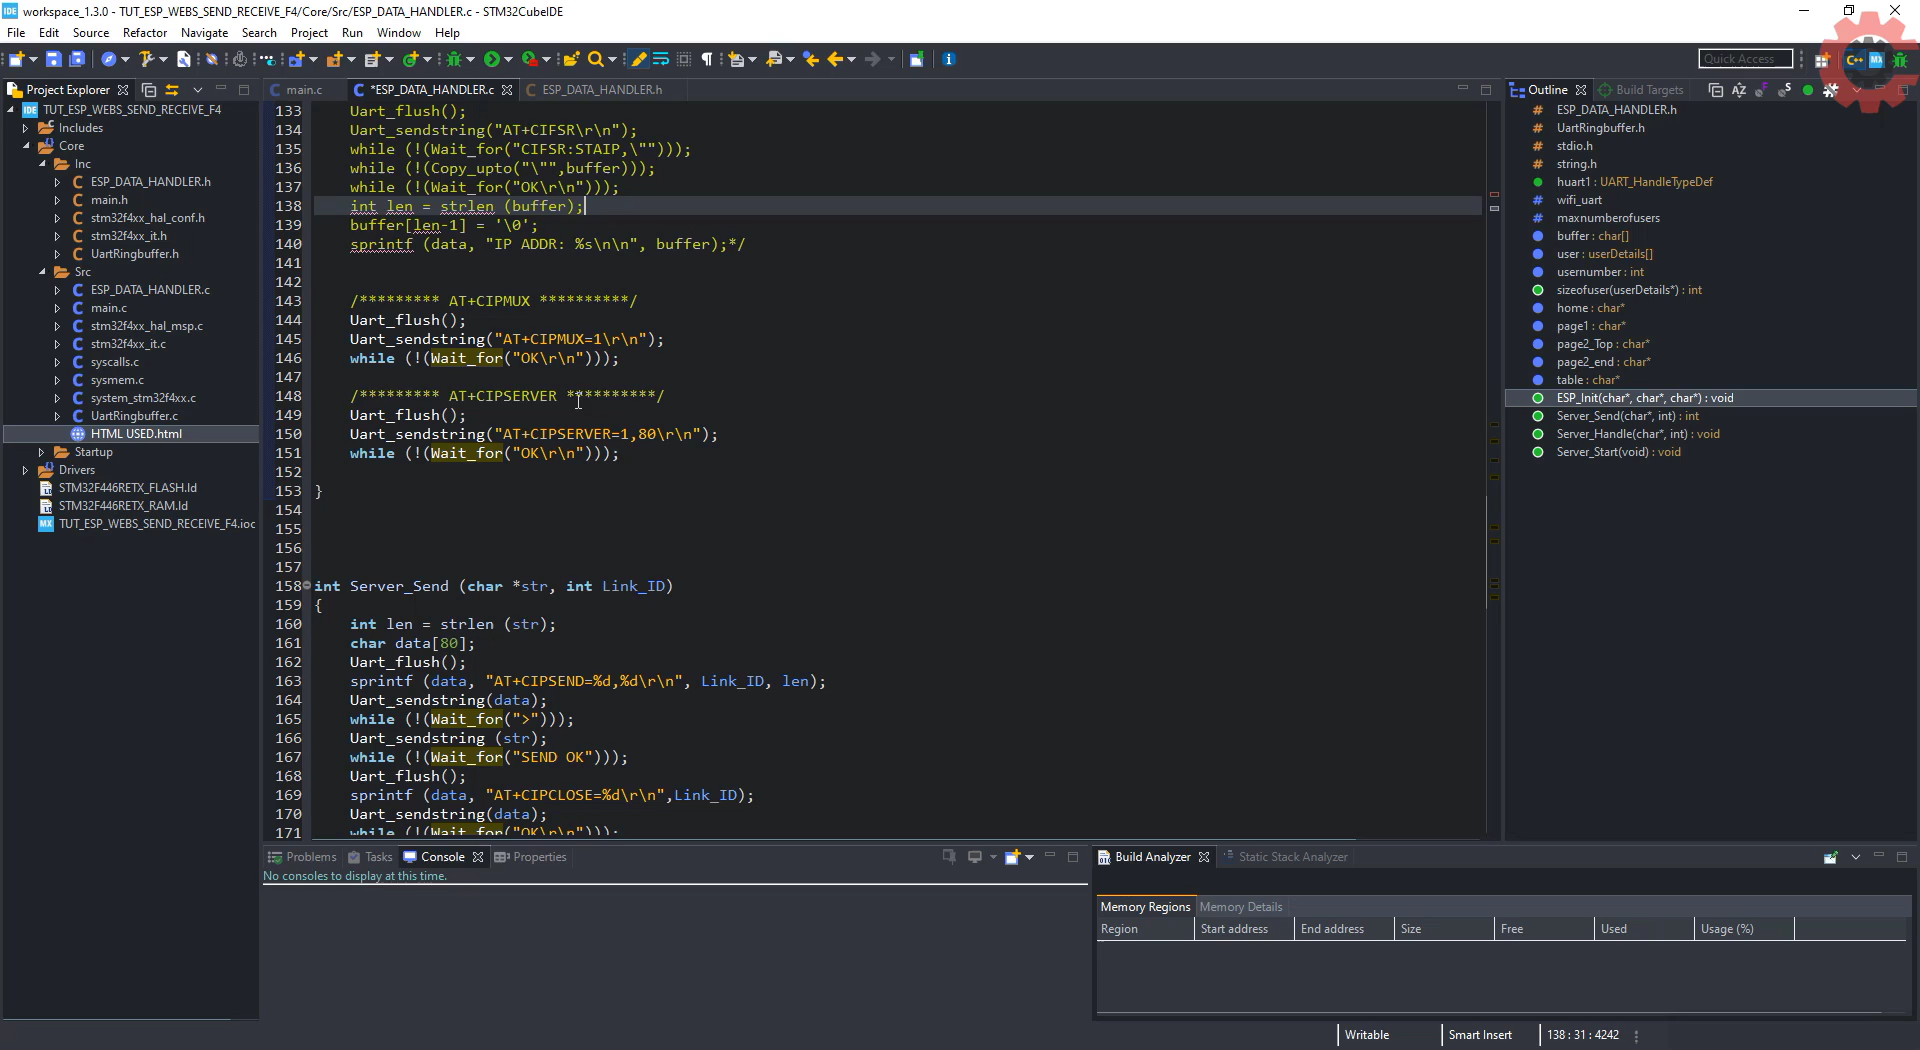 IDE workspace_1.3.0 - TUT_ESP_WEBS_SEND_RECEIVE_F4/Core/Src/ESP_DATA_HANDLER.c - STM32CubeIDE
File Edit Source Refactor Navigate Search Project Run Window Help
Quick Access
Project Explorer
IDE TUT_ESP_WEBS_SEND_RECEIVE_F4
Includes
Core
Inc
ESP_DATA_HANDLER.h
main.h
stm32f4xx_hal_conf.h
stm32f4xx_it.h
UartRingbuffer.h
Src
ESP_DATA_HANDLER.c
main.c
stm32f4xx_hal_msp.c
stm32f4xx_it.c
syscalls.c
sysmem.c
system_stm32f4xx.c
UartRingbuffer.c
HTML USED.html
Startup
Drivers
STM32F446RETX_FLASH.ld
STM32F446RETX_RAM.ld
MX TUT_ESP_WEBS_SEND_RECEIVE_F4.ioc
main.c *ESP_DATA_HANDLER.c ESP_DATA_HANDLER.h
133 Uart_flush();
134 Uart_sendstring("AT+CIFSR\r\n");
135 while (!(Wait_for("CIFSR:STAIP,\"")));
136 while (!(Copy_upto("\"",buffer)));
137 while (!(Wait_for("OK\r\n")));
138 int len = strlen (buffer);
139 buffer[len-1] = '\0';
140 sprintf (data, "IP ADDR: %s\n\n", buffer);*/
141
142
143 /********* AT+CIPMUX **********/
144 Uart_flush();
145 Uart_sendstring("AT+CIPMUX=1\r\n");
146 while (!(Wait_for("OK\r\n")));
147
148 /********* AT+CIPSERVER **********/
149 Uart_flush();
150 Uart_sendstring("AT+CIPSERVER=1,80\r\n");
151 while (!(Wait_for("OK\r\n")));
152
153 }
154
155
156
157
158 int Server_Send (char *str, int Link_ID)
159 {
160 int len = strlen (str);
161 char data[80];
162 Uart_flush();
163 sprintf (data, "AT+CIPSEND=%d,%d\r\n", Link_ID, len);
164 Uart_sendstring(data);
165 while (!(Wait_for(">")));
166 Uart_sendstring (str);
167 while (!(Wait_for("SEND OK")));
168 Uart_flush();
169 sprintf (data, "AT+CIPCLOSE=%d\r\n",Link_ID);
170 Uart_sendstring(data);
171 while (!(Wait_for("OK\r\n")));
Outline Build Targets
ESP_DATA_HANDLER.h
UartRingbuffer.h
stdio.h
string.h
huart1 : UART_HandleTypeDef
wifi_uart
maxnumberofusers
buffer : char[]
user : userDetails[]
usernumber : int
sizeofuser(userDetails*) : int
home : char*
page1 : char*
page2_Top : char*
page2_end : char*
table : char*
ESP_Init(char*, char*, char*) : void
Server_Send(char*, int) : int
Server_Handle(char*, int) : void
Server_Start(void) : void
Problems Tasks Console Properties
No consoles to display at this time.
Build Analyzer Static Stack Analyzer
Memory Regions Memory Details
Region Start address End address Size Free Used Usage (%)
Writable Smart Insert 138 : 31 : 4242